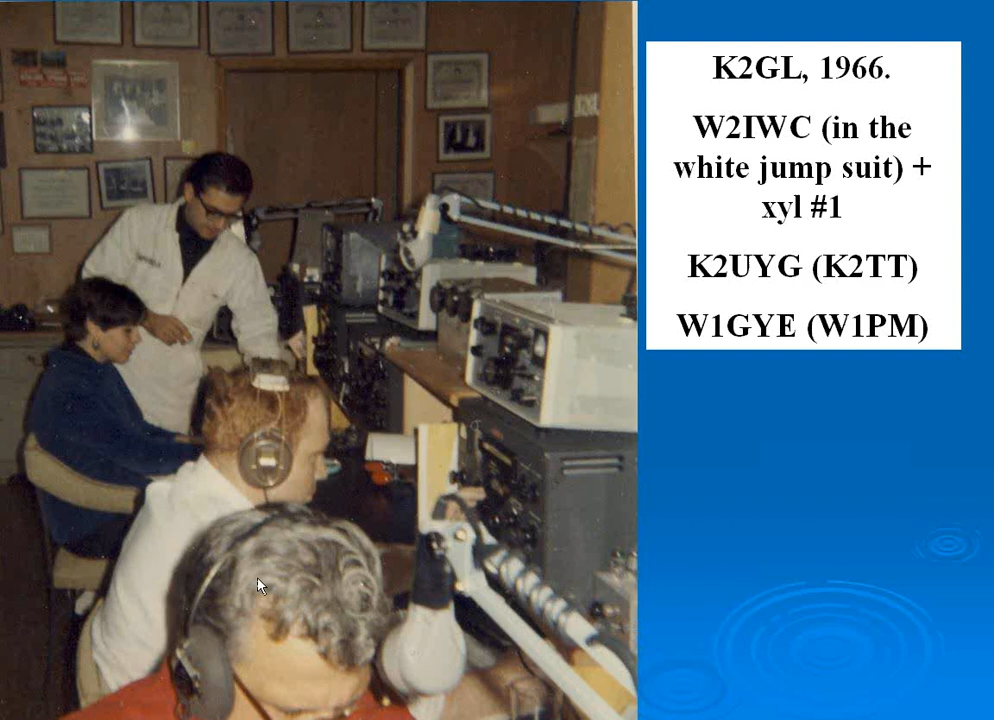 K2GL, 1966.
W2IWC (in the
white jump suit) +
xyl #1
K2UYG (K2TT)
W1GYE (W1PM)